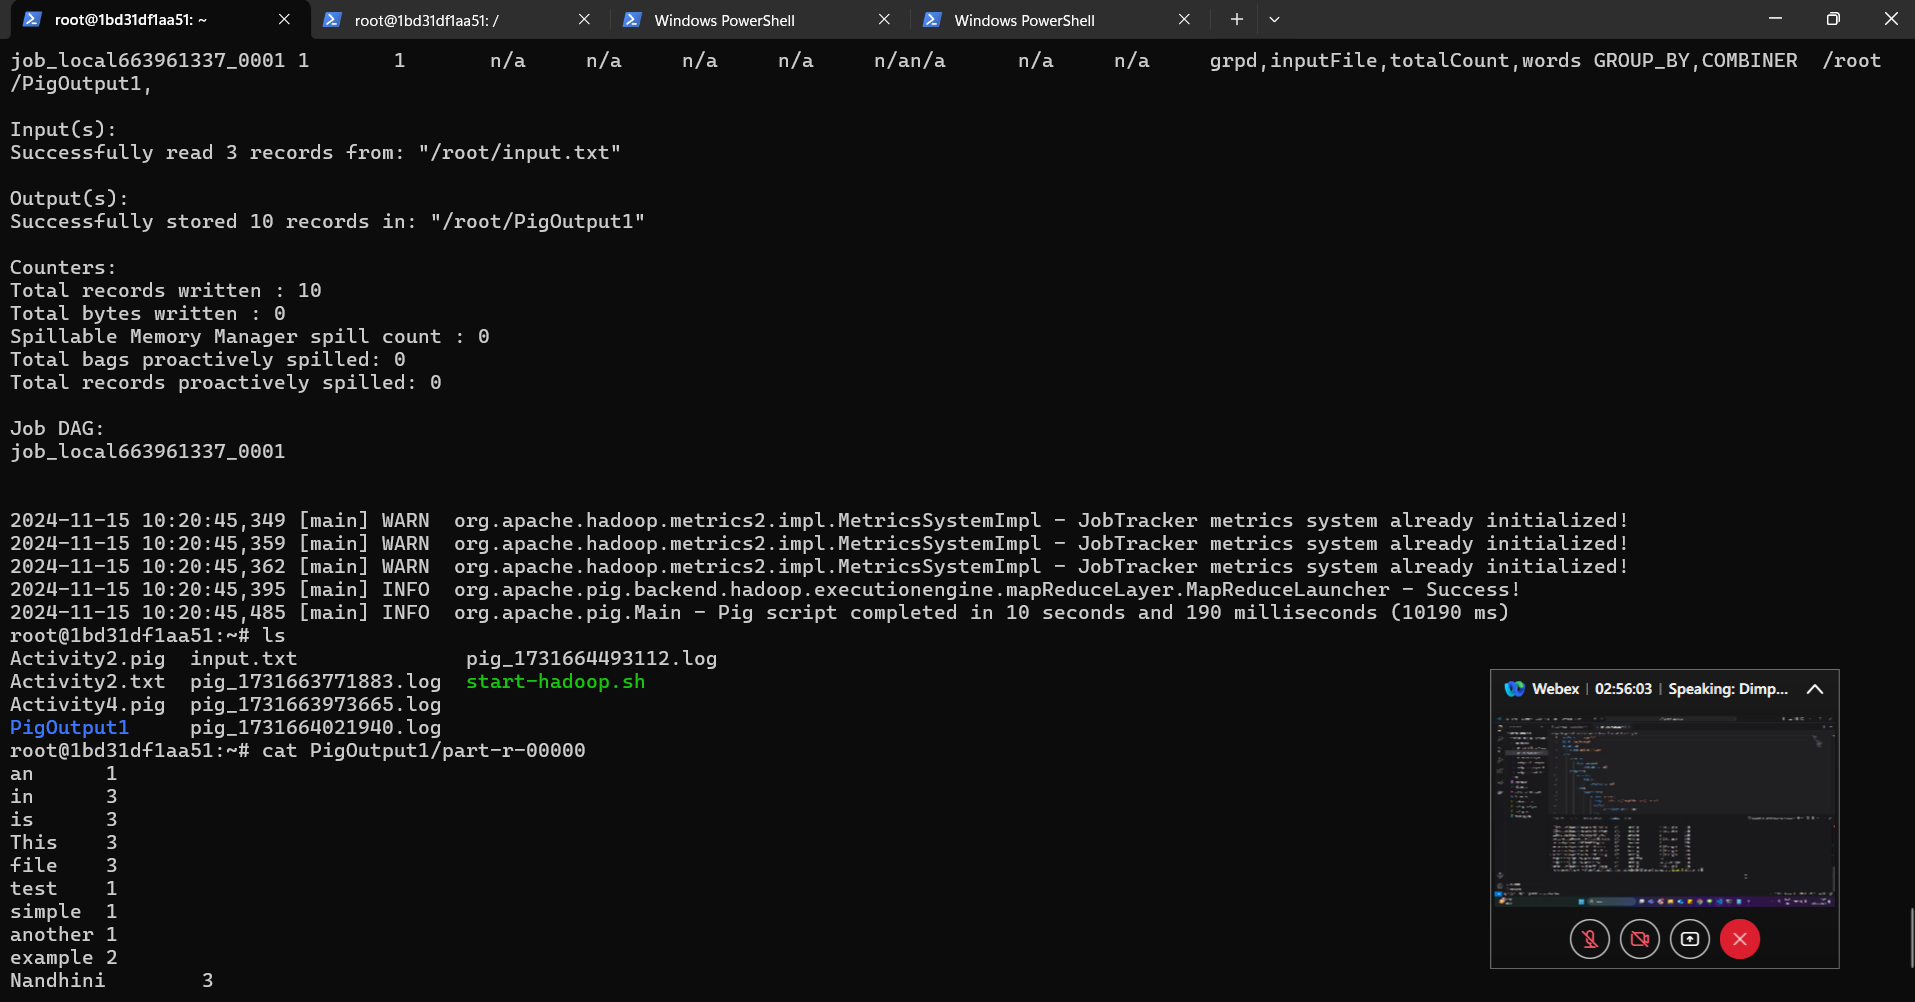 root@1bd31df1aa51: ~
root@1bd31df1aa51: /
Windows PowerShell
Windows PowerShell
job_local663961337_0001 1       1       n/a     n/a     n/a     n/a     n/an/a      n/a     n/a     grpd,inputFile,totalCount,words GROUP_BY,COMBINER  /root
/PigOutput1,
Input(s):
Successfully read 3 records from: "/root/input.txt"
Output(s):
Successfully stored 10 records in: "/root/PigOutput1"
Counters:
Total records written : 10
Total bytes written : 0
Spillable Memory Manager spill count : 0
Total bags proactively spilled: 0
Total records proactively spilled: 0
Job DAG:
job_local663961337_0001
2024-11-15 10:20:45,349 [main] WARN  org.apache.hadoop.metrics2.impl.MetricsSystemImpl - JobTracker metrics system already initialized!
2024-11-15 10:20:45,359 [main] WARN  org.apache.hadoop.metrics2.impl.MetricsSystemImpl - JobTracker metrics system already initialized!
2024-11-15 10:20:45,362 [main] WARN  org.apache.hadoop.metrics2.impl.MetricsSystemImpl - JobTracker metrics system already initialized!
2024-11-15 10:20:45,395 [main] INFO  org.apache.pig.backend.hadoop.executionengine.mapReduceLayer.MapReduceLauncher - Success!
2024-11-15 10:20:45,485 [main] INFO  org.apache.pig.Main - Pig script completed in 10 seconds and 190 milliseconds (10190 ms)
root@1bd31df1aa51:~# ls
Activity2.pig  input.txt              pig_1731664493112.log
Activity2.txt  pig_1731663771883.log  start-hadoop.sh
Activity4.pig  pig_1731663973665.log
PigOutput1     pig_1731664021940.log
root@1bd31df1aa51:~# cat PigOutput1/part-r-00000
an      1
in      3
is      3
This    3
file    3
test    1
simple  1
another 1
example 2
Nandhini        3
Webex | 02:56:03 | Speaking: Dimp...